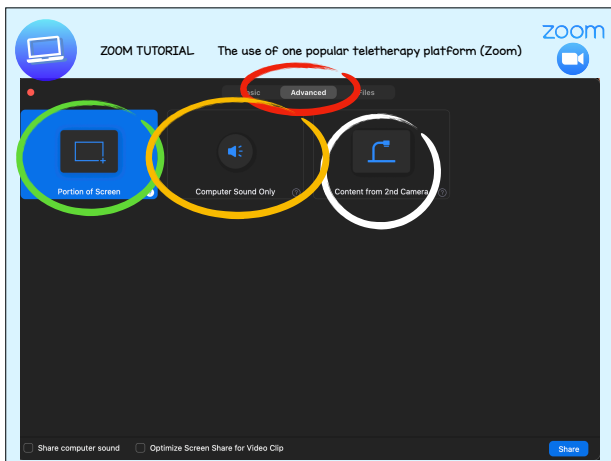 zoom
ZOOM TUTORIAL The use of one popular teletherapy platform (Zoom)
Basic Advanced Files
Portion of Screen Computer Sound Only Content from 2nd Camera
Share computer sound Optimize Screen Share for Video Clip Share